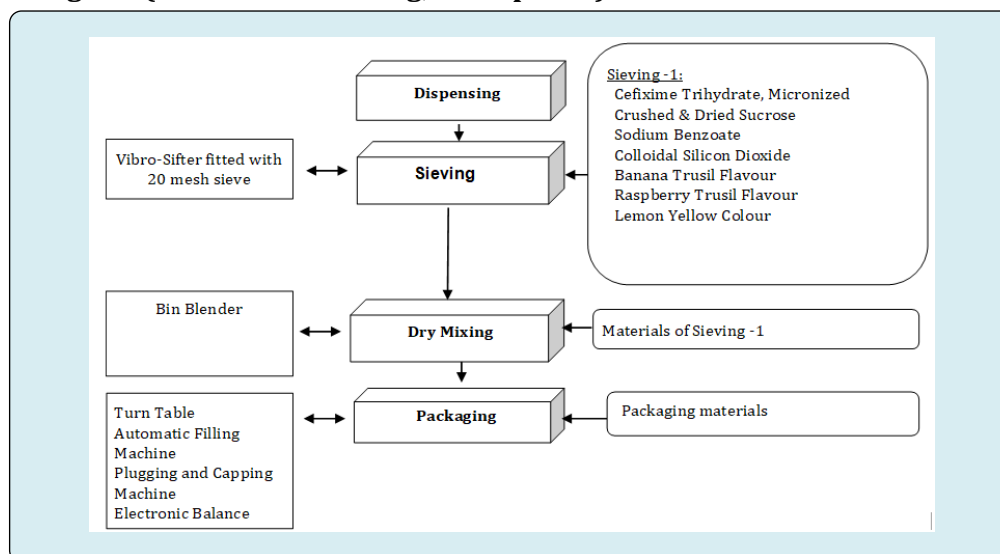 Dispensing
Sieving -1:
Cefixime Trihydrate, Micronized
Crushed & Dried Sucrose
Sodium Benzoate
Colloidal Silicon Dioxide
Banana Trusil Flavour
Raspberry Trusil Flavour
Lemon Yellow Colour
Vibro-Sifter fitted with
20 mesh sieve
Sieving
Bin Blender
Dry Mixing
Materials of Sieving -1
Turn Table
Automatic Filling
Machine
Plugging and Capping
Machine
Electronic Balance
Packaging
Packaging materials